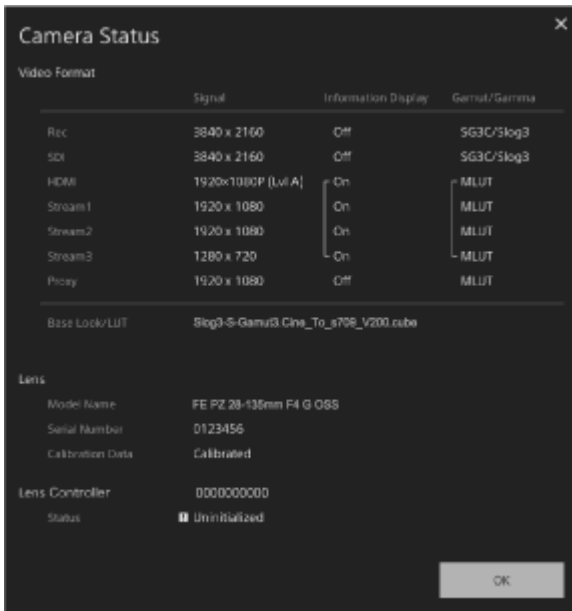 Camera Status
Video Format
Signal Information Display Gamut/Gamma
Rec 3840 x 2160 Off SG3C/Slog3
SDI 3840 x 2160 Off SG3C/Slog3
HDMI 1920×1080P (Lvl A) On MLUT
Stream1 1920 x 1080 On MLUT
Stream2 1920 x 1080 On MLUT
Stream3 1280 x 720 On MLUT
Proxy 1920 x 1080 Off MLUT
Base Look/LUT Slog3-S-Gamut3.Cine_To_s709_V200.cube
Lens
Model Name FE PZ 28-135mm F4 G OSS
Serial Number 0123456
Calibration Data Calibrated
Lens Controller 0000000000
Status Uninitialized
OK